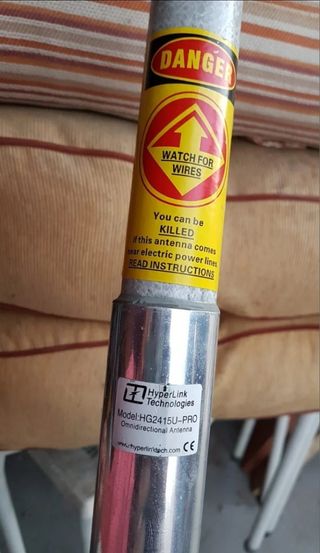 DANGER
WATCH FOR
WIRES
You can be
KILLED
if this antenna comes
near electric power lines
READ INSTRUCTIONS
HyperLink
Technologies
Model:HG2415U-PRO
Omnidirectional Antenna
www.hyperlinktech.com CE